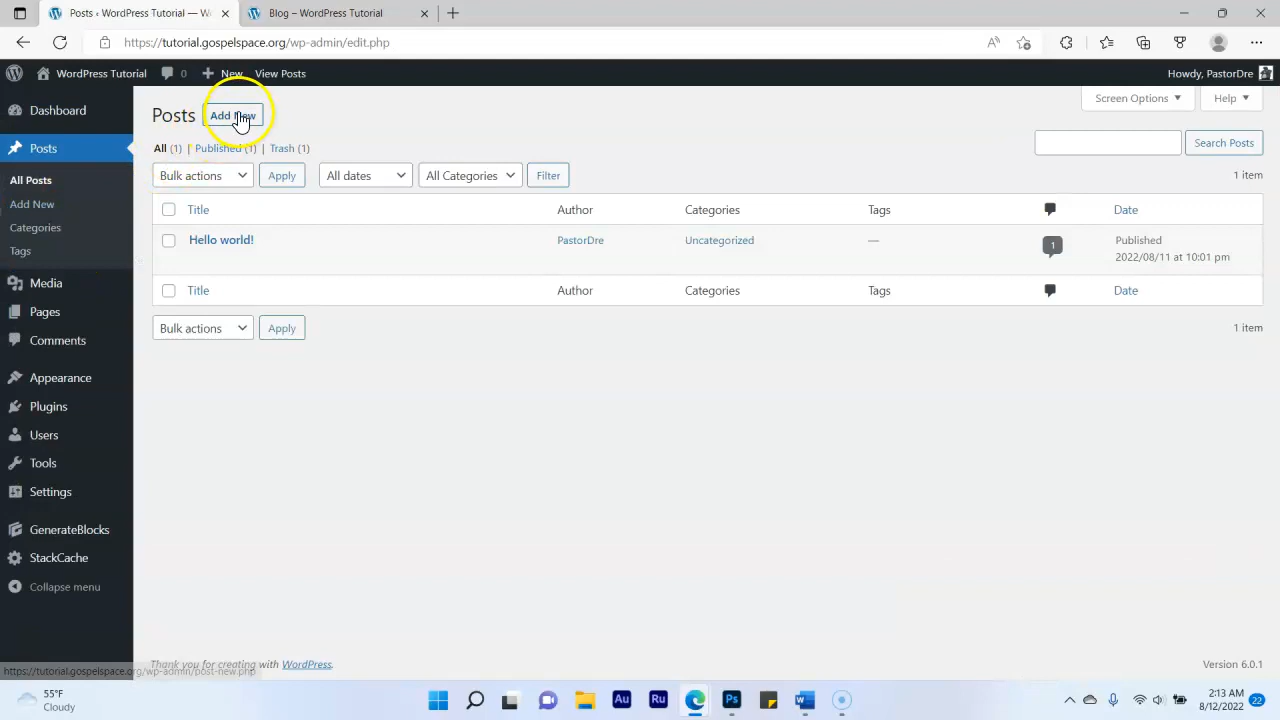 Posts ‹ WordPress Tutorial — W
Blog – WordPress Tutorial
https://tutorial.gospelspace.org/wp-admin/edit.php
WordPress Tutorial
0
New
View Posts
Howdy, PastorDre
Dashboard
Posts
All Posts
Add New
Categories
Tags
Media
Pages
Comments
Appearance
Plugins
Users
Tools
Settings
GenerateBlocks
StackCache
Collapse menu
Posts
Add New
Screen Options
Help
All (1) | Published (1) | Trash (1)
Search Posts
Bulk actions
Apply
All dates
All Categories
Filter
1 item
Title
Author
Categories
Tags
Date
Hello world!
PastorDre
Uncategorized
—
1
Published
2022/08/11 at 10:01 pm
Title
Author
Categories
Tags
Date
Bulk actions
Apply
1 item
Thank you for creating with WordPress.
Version 6.0.1
https://tutorial.gospelspace.org/wp-admin/post-new.php
55°F
Cloudy
Au
Ru
Ps
W
2:13 AM
8/12/2022
22